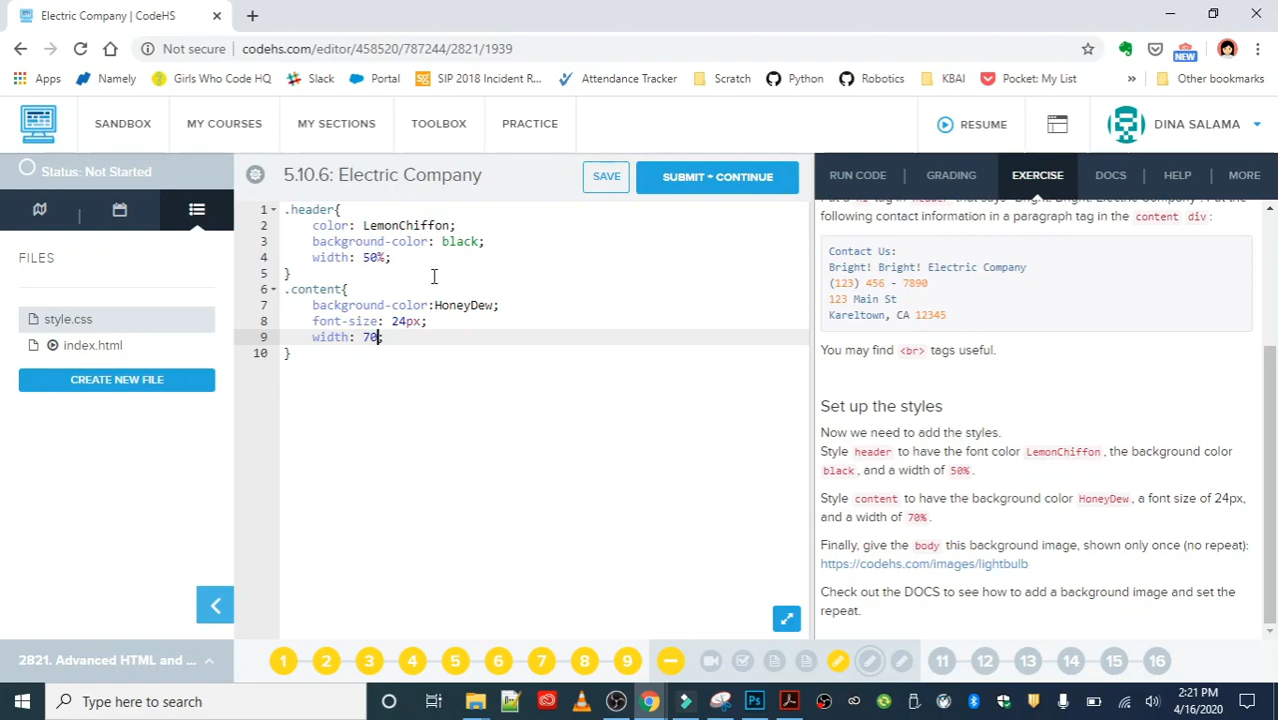 Electric Company | CodeHS
Not secure codehs.com/editor/458520/787244/2821/1939
NEW
Apps Namely Girls Who Code HQ Slack Portal SIP 2018 Incident R... Attendance Tracker Scratch Python Robotics KBAI Pocket: My List » Other bookmarks
SANDBOX MY COURSES MY SECTIONS TOOLBOX PRACTICE RESUME DINA SALAMA
Status: Not Started
5.10.6: Electric Company SAVE SUBMIT + CONTINUE
RUN CODE GRADING EXERCISE DOCS HELP MORE
FILES
style.css
index.html
CREATE NEW FILE
1 .header{
2 color: LemonChiffon;
3 background-color: black;
4 width: 50%;
5 }
6 .content{
7 background-color:HoneyDew;
8 font-size: 24px;
9 width: 70;
10 }
following contact information in a paragraph tag in the content div:
Contact Us:
Bright! Bright! Electric Company
(123) 456 - 7890
123 Main St
Kareltown, CA 12345
You may find <br> tags useful.
Set up the styles
Now we need to add the styles.
Style header to have the font color LemonChiffon, the background color
black, and a width of 50%.
Style content to have the background color HoneyDew, a font size of 24px,
and a width of 70%.
Finally, give the body this background image, shown only once (no repeat):
https://codehs.com/images/lightbulb
Check out the DOCS to see how to add a background image and set the
repeat.
2821. Advanced HTML and ... 1 2 3 4 5 6 7 8 9 11 12 13 14 15 16
Type here to search
2:21 PM
4/16/2020